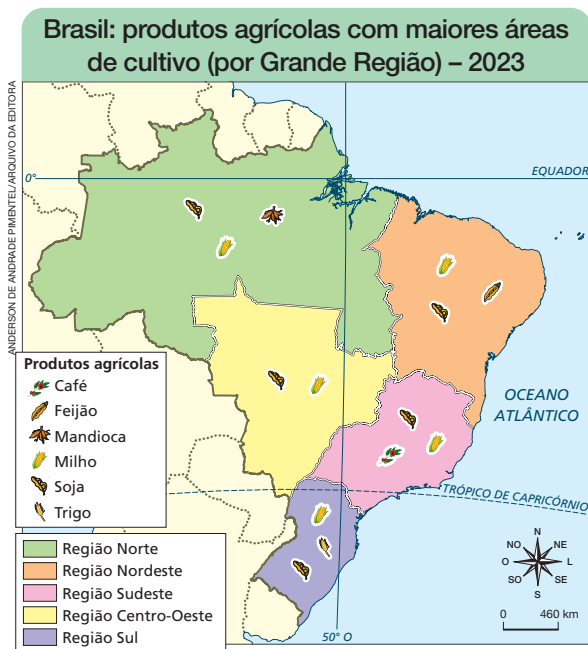 Brasil: produtos agrícolas com maiores áreas
de cultivo (por Grande Região) – 2023
ANDERSON DE ANDRADE PIMENTEL/ARQUIVO DA EDITORA
0°
EQUADOR
OCEANO
ATLÂNTICO
TRÓPICO DE CAPRICÓRNIO
50° O
Produtos agrícolas
Café
Feijão
Mandioca
Milho
Soja
Trigo
Região Norte
Região Nordeste
Região Sudeste
Região Centro-Oeste
Região Sul
N
NO
NE
O
L
SO
SE
S
0
460 km